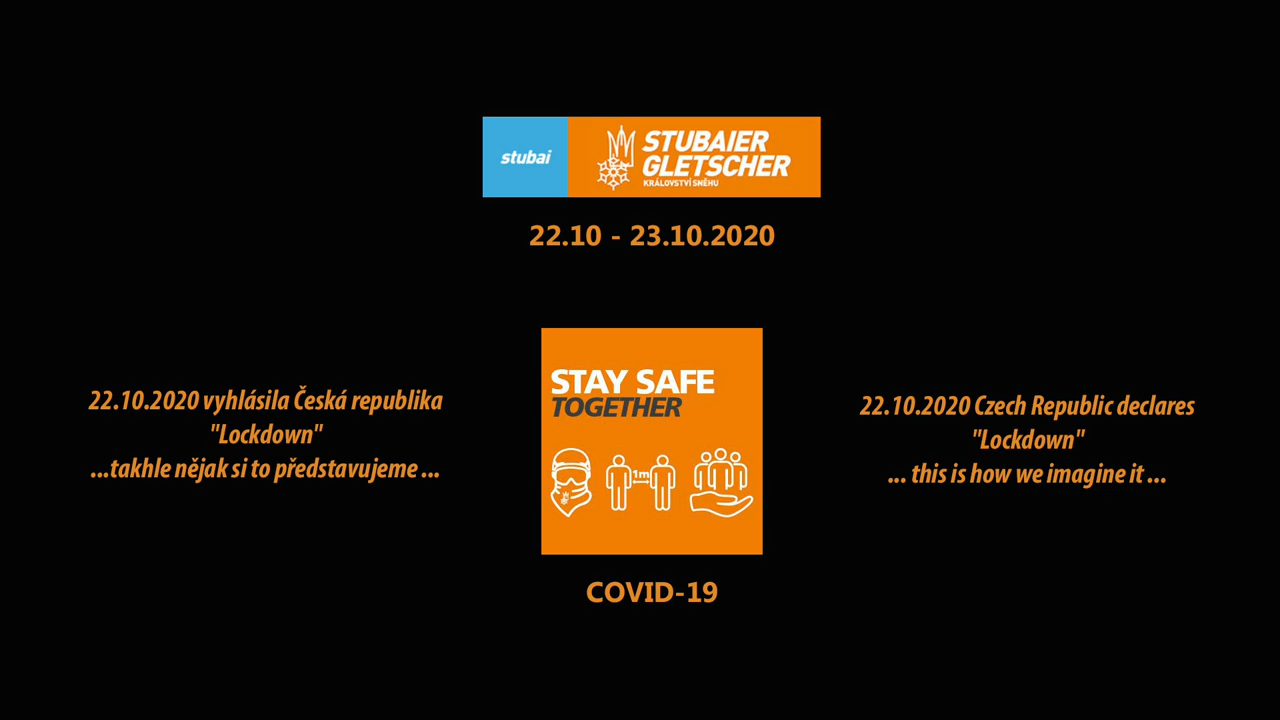 stubai
STUBAIER
GLETSCHER
KRÁLOVSTVÍ SNĚHU
22.10 - 23.10.2020
22.10.2020 vyhlásila Česká republika
"Lockdown"
...takhle nějak si to představujeme ...
STAY SAFE
TOGETHER
1m
COVID-19
22.10.2020 Czech Republic declares
"Lockdown"
... this is how we imagine it ...